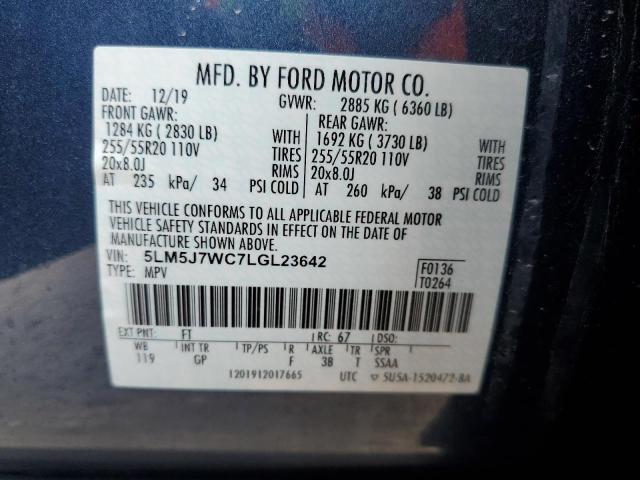 MFD. BY FORD MOTOR CO.
DATE: 12/19 GVWR: 2885 KG ( 6360 LB)
FRONT GAWR: REAR GAWR:
1284 KG ( 2830 LB) WITH 1692 KG ( 3730 LB) WITH
255/55R20 110V TIRES 255/55R20 110V TIRES
20x8.0J RIMS 20x8.0J RIMS
AT 235 kPa/ 34 PSI COLD AT 260 kPa/ 38 PSI COLD
THIS VEHICLE CONFORMS TO ALL APPLICABLE FEDERAL MOTOR
VEHICLE SAFETY STANDARDS IN EFFECT ON THE DATE OF
MANUFACTURE SHOWN ABOVE.
VIN: 5LM5J7WC7LGL23642 F0136
TYPE: MPV T0264
EXT PNT: FT RC: 67 DSO:
WB INT TR TP/PS R AXLE TR SPR
119 GP F 38 T SSAA
1201912017665 UTC ▽ 5U5A-1520472-BA